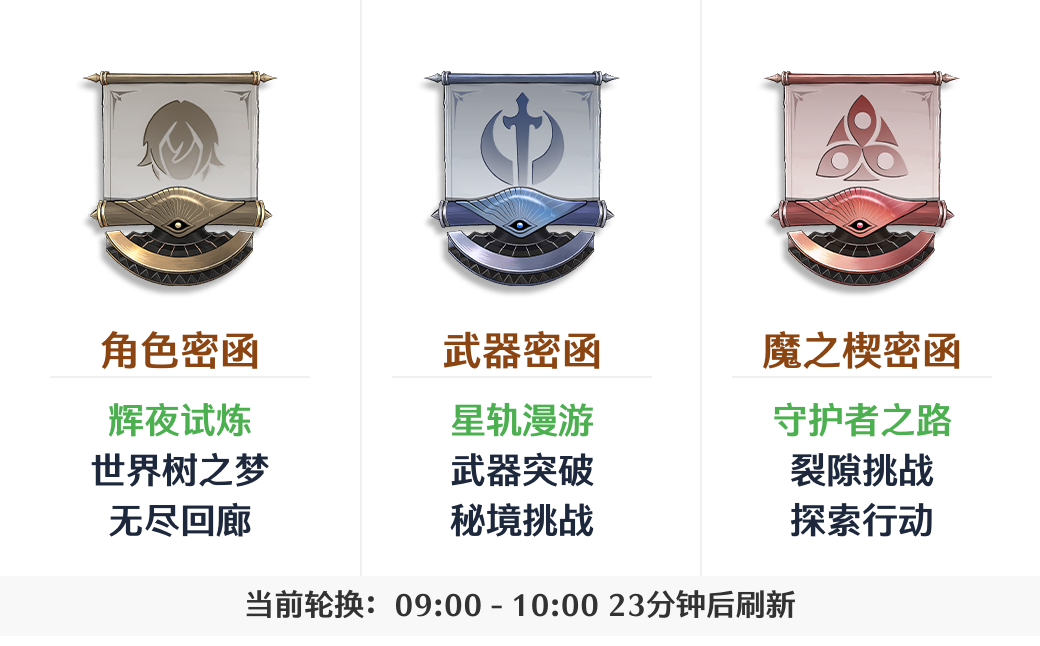 角色密函
辉夜试炼
世界树之梦
无尽回廊
武器密函
星轨漫游
武器突破
秘境挑战
魔之楔密函
守护者之路
裂隙挑战
探索行动
当前轮换：09:00 - 10:00 23分钟后刷新